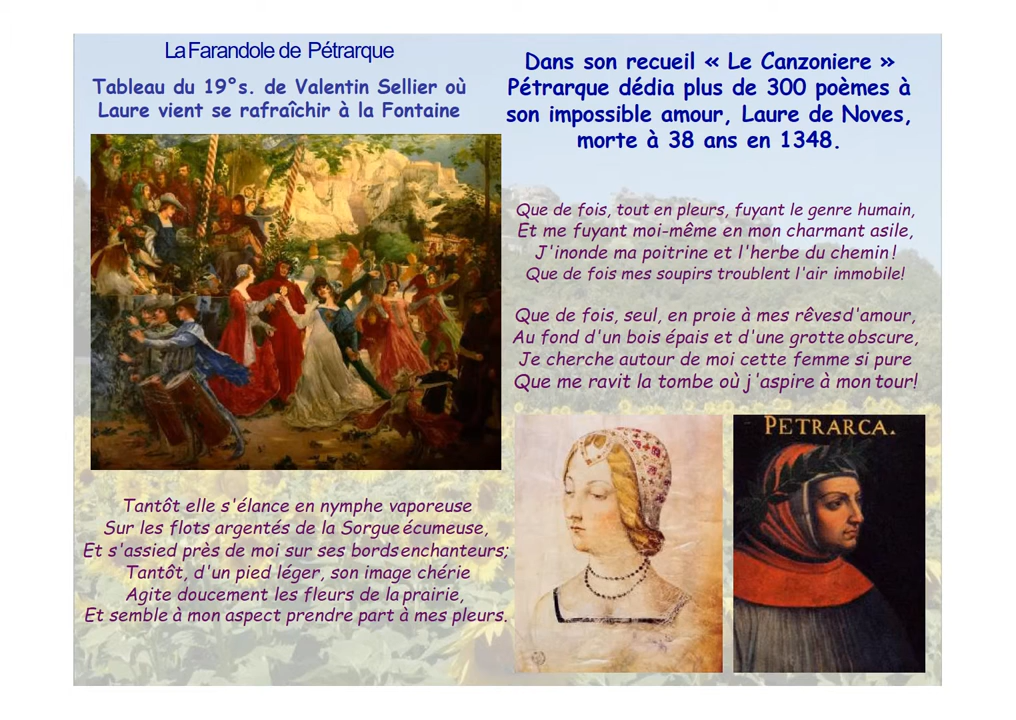 La Farandole de Pétrarque
Tableau du 19°s. de Valentin Sellier où
Laure vient se rafraîchir à la Fontaine
Dans son recueil « Le Canzoniere »
Pétrarque dédia plus de 300 poèmes à
son impossible amour, Laure de Noves,
morte à 38 ans en 1348.
Que de fois, tout en pleurs, fuyant le genre humain,
Et me fuyant moi-même en mon charmant asile,
J'inonde ma poitrine et l'herbe du chemin !
Que de fois mes soupirs troublent l'air immobile!
Que de fois, seul, en proie à mes rêves d'amour,
Au fond d'un bois épais et d'une grotte obscure,
Je cherche autour de moi cette femme si pure
Que me ravit la tombe où j'aspire à mon tour!
PETRARCA.
Tantôt elle s'élance en nymphe vaporeuse
Sur les flots argentés de la Sorgue écumeuse,
Et s'assied près de moi sur ses bords enchanteurs;
Tantôt, d'un pied léger, son image chérie
Agite doucement les fleurs de la prairie,
Et semble à mon aspect prendre part à mes pleurs.